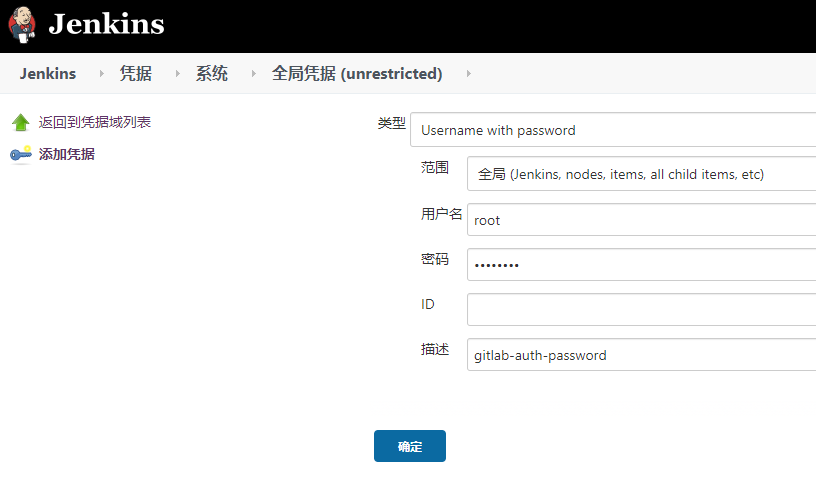 Jenkins
Jenkins 凭据 系统 全局凭据 (unrestricted)
返回到凭据域列表
添加凭据
类型 Username with password
范围 全局 (Jenkins, nodes, items, all child items, etc)
用户名 root
密码 ••••••••
ID
描述 gitlab-auth-password
确定